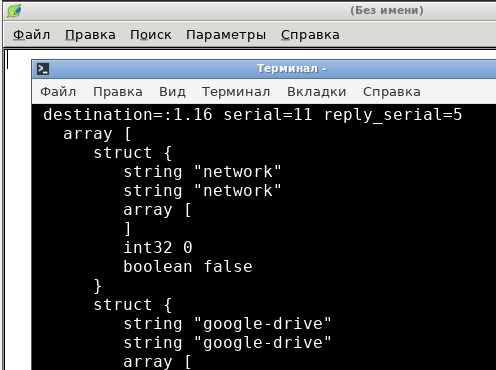 (Без имени)
Файл Правка Поиск Параметры Справка
Терминал -
Файл Правка Вид Терминал Вкладки Справка
destination=:1.16 serial=11 reply_serial=5
array [
struct {
string "network"
string "network"
array [
]
int32 0
boolean false
}
struct {
string "google-drive"
string "google-drive"
array [